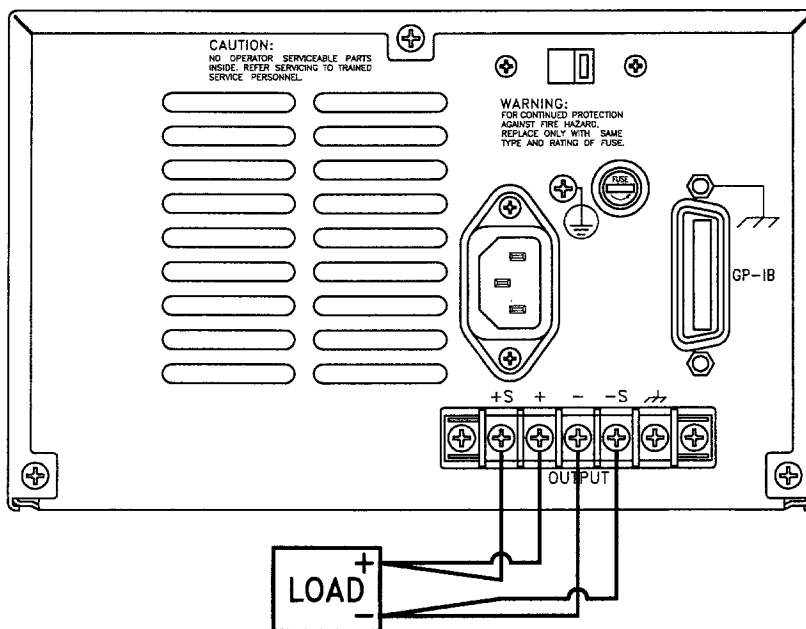 CAUTION:
NO OPERATOR SERVICEABLE PARTS
INSIDE. REFER SERVICING TO TRAINED
SERVICE PERSONNEL.
WARNING:
FOR CONTINUED PROTECTION
AGAINST FIRE HAZARD.
REPLACE ONLY WITH SAME
TYPE AND RATING OF FUSE.
FUSE
GP-IB
+S + - -S
OUTPUT
LOAD
+
-